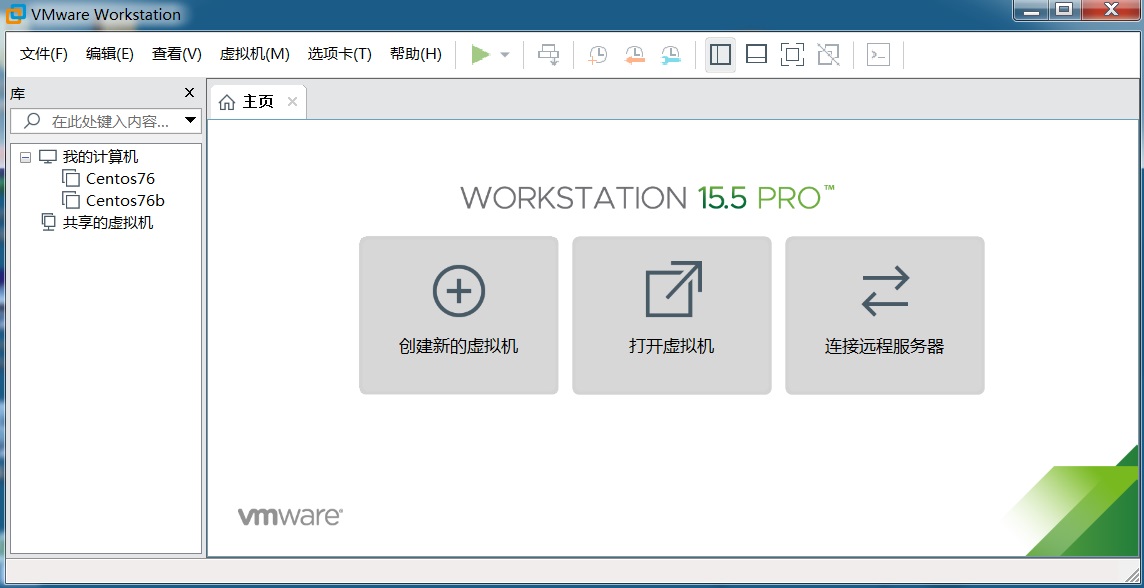 VMware Workstation
文件(F) 编辑(E) 查看(V) 虚拟机(M) 选项卡(T) 帮助(H)
库
主页
在此处键入内容...
我的计算机
Centos76
Centos76b
共享的虚拟机
WORKSTATION 15.5 PRO™
创建新的虚拟机 打开虚拟机 连接远程服务器
vmware®